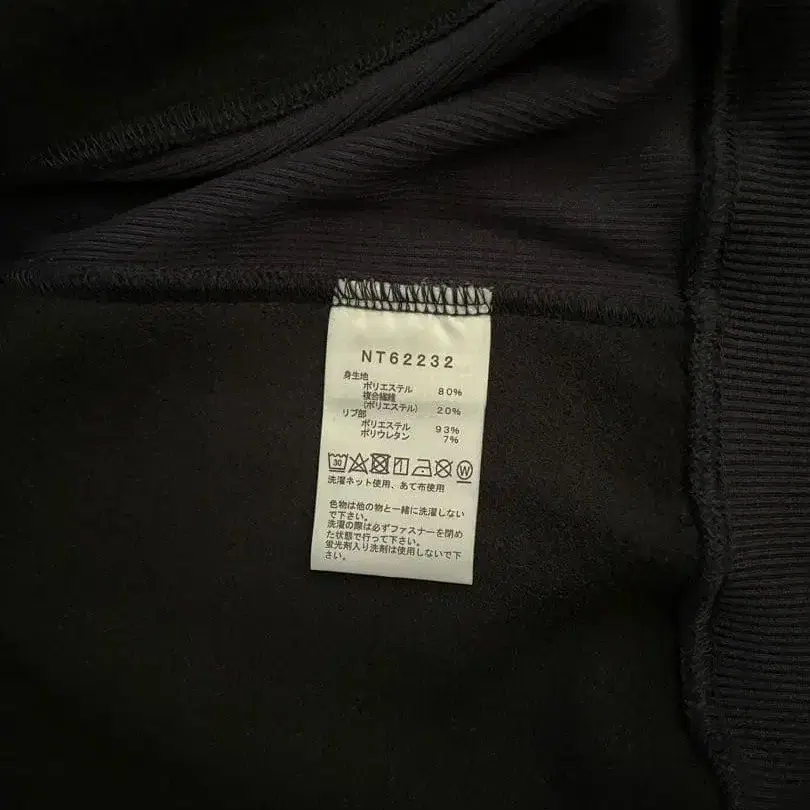 NT62232
身生地
ポリエステル 80%
複合繊維
(ポリエステル) 20%
リブ部
ポリエステル 93%
ポリウレタン 7%
30 W
洗濯ネット使用、あて布使用
色物は他の物と一緒に洗濯しない
で下さい。
洗濯の際は必ずファスナーを閉め
た状態で行って下さい。
蛍光剤入り洗剤は使用しないで下
さい。